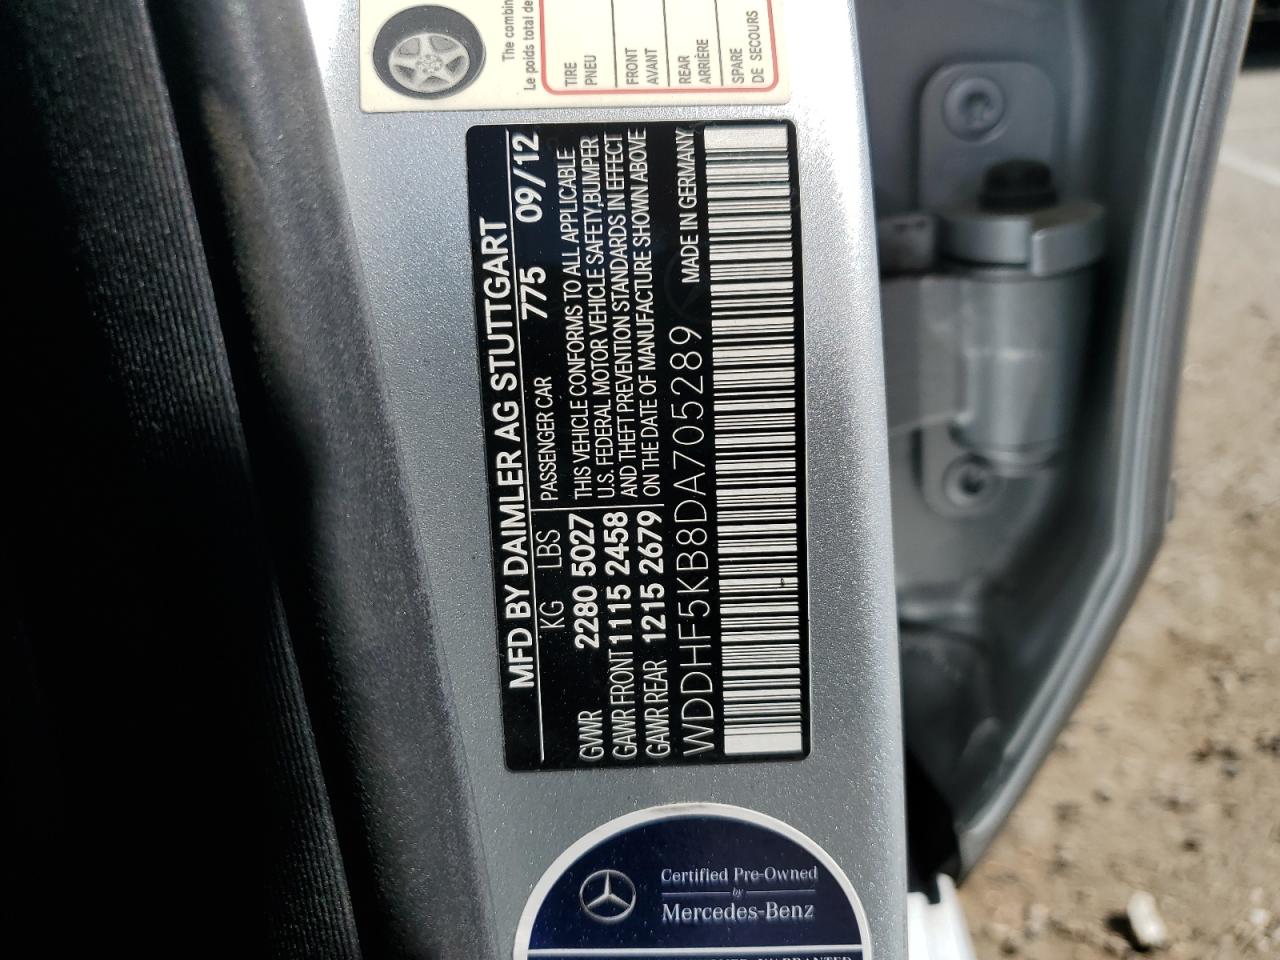 The combin
Le poids total de
TIRE
PNEU
FRONT
AVANT
REAR
ARRIÈRE
SPARE
DE SECOURS
MFD BY DAIMLER AG STUTTGART
775 09/12
KG LBS PASSENGER CAR
GVWR 2280 5027
GAWR FRONT 1115 2458
GAWR REAR 1215 2679
THIS VEHICLE CONFORMS TO ALL APPLICABLE
U.S. FEDERAL MOTOR VEHICLE SAFETY, BUMPER
AND THEFT PREVENTION STANDARDS IN EFFECT
ON THE DATE OF MANUFACTURE SHOWN ABOVE
WDDHF5KB8DA705289 MADE IN GERMANY
Certified Pre-Owned
by
Mercedes-Benz